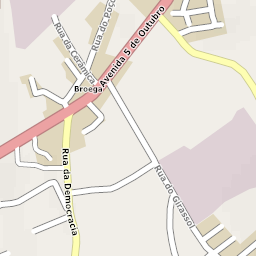 Rua da Cerâmica
Rua do Poço
Avenida 5 de Outubro
Broega
Rua da Democracia
Rua do Girassol